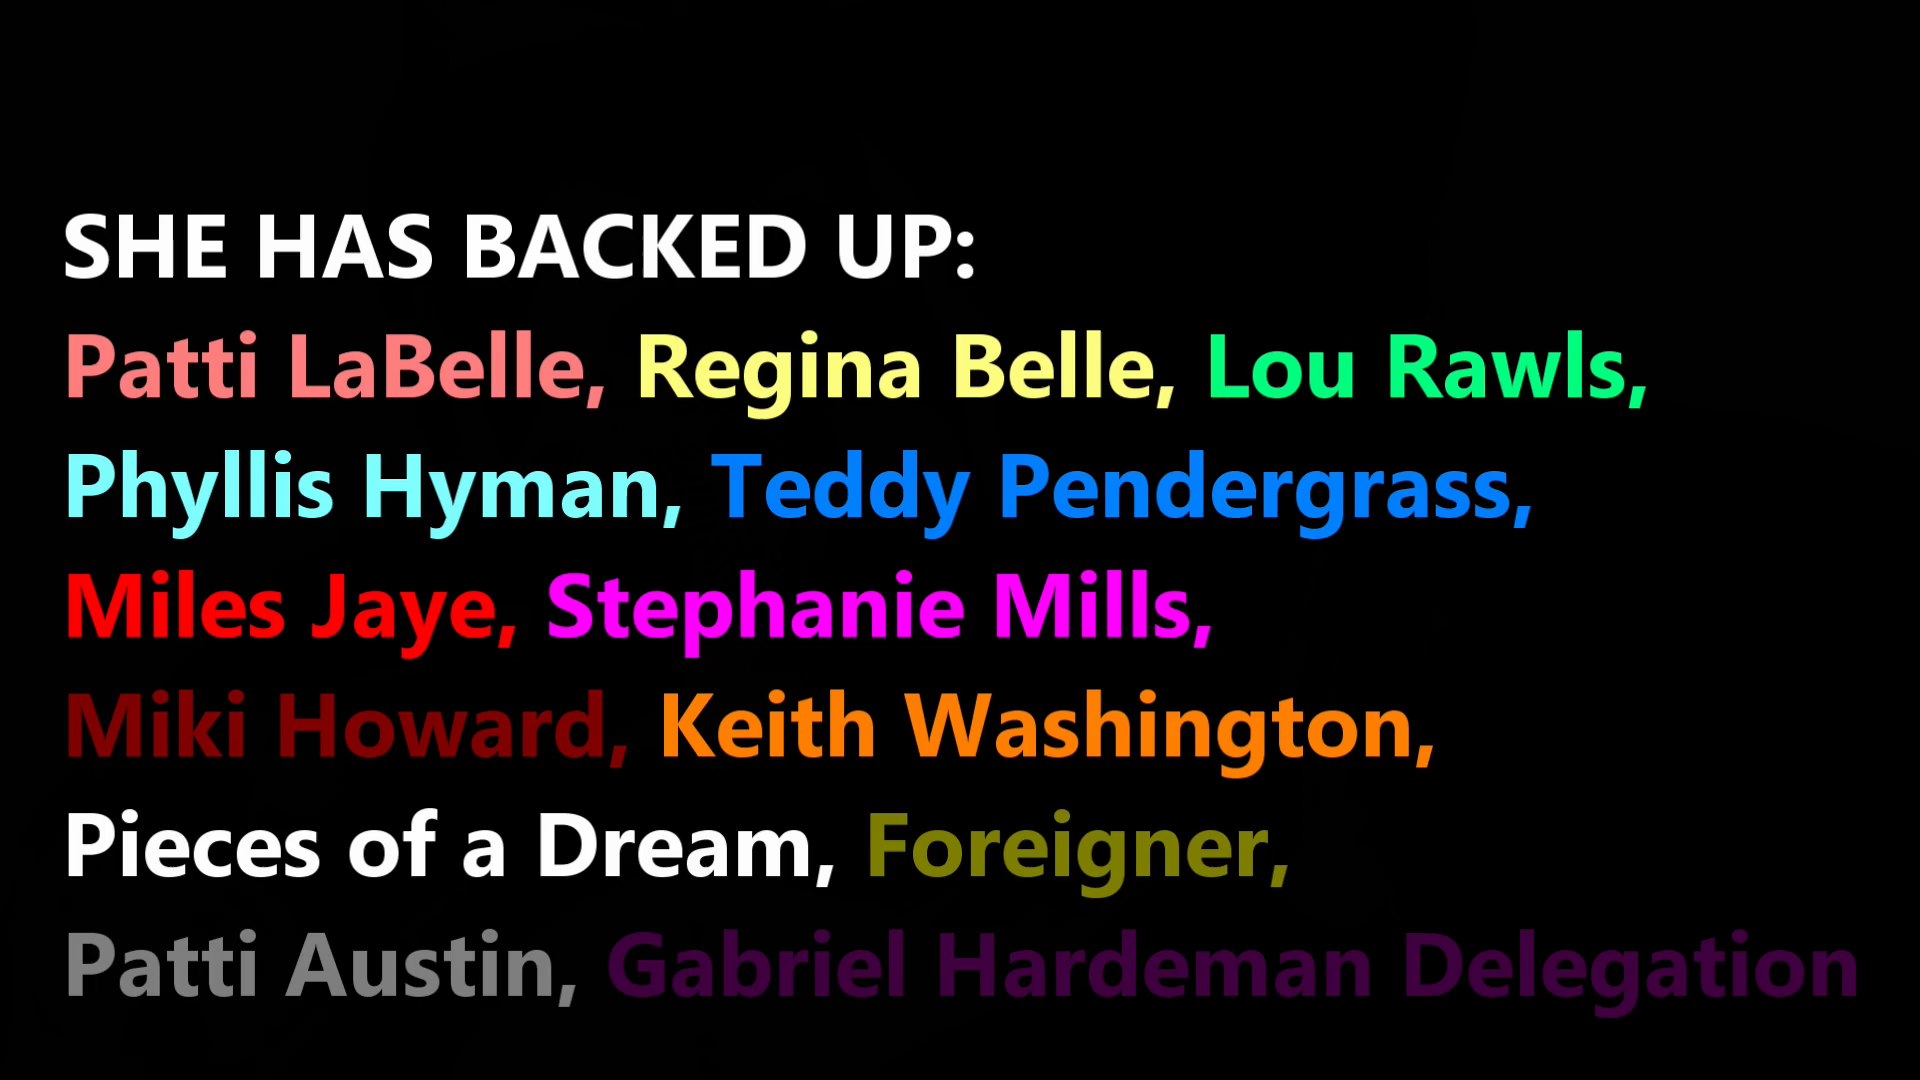 SHE HAS BACKED UP:
Patti LaBelle, Regina Belle, Lou Rawls,
Phyllis Hyman, Teddy Pendergrass,
Miles Jaye, Stephanie Mills,
Miki Howard, Keith Washington,
Pieces of a Dream, Foreigner,
Patti Austin, Gabriel Hardeman Delegation